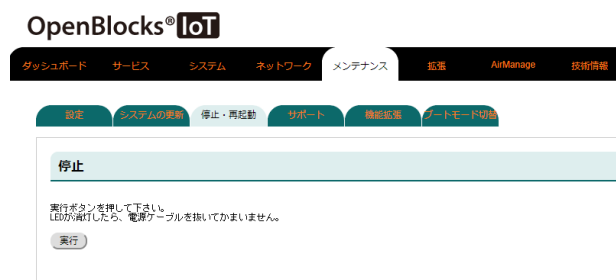 OpenBlocks® IoT
ダッシュボード サービス システム ネットワーク メンテナンス 拡張 AirManage 技術情報
設定 システムの更新 停止・再起動 サポート 機能拡張 ブートモード切替
停止
実行ボタンを押して下さい。
LEDが消灯したら、電源ケーブルを抜いてかまいません。
実行